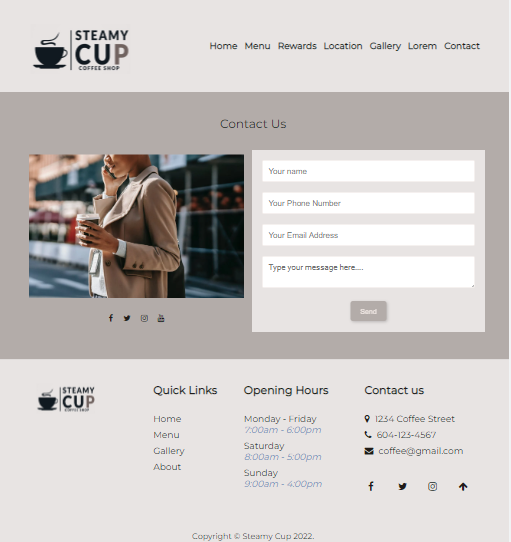 STEAMY
CUP
COFFEE SHOP
Home Menu Rewards Location Gallery Lorem Contact
Contact Us
Your name
Your Phone Number
Your Email Address
Type your message here....
Send
STEAMY
CUP
COFFEE SHOP
Quick Links
Home
Menu
Gallery
About
Opening Hours
Monday - Friday
7:00am - 6:00pm
Saturday
8:00am - 5:00pm
Sunday
9:00am - 4:00pm
Contact us
1234 Coffee Street
604-123-4567
coffee@gmail.com
Copyright © Steamy Cup 2022.